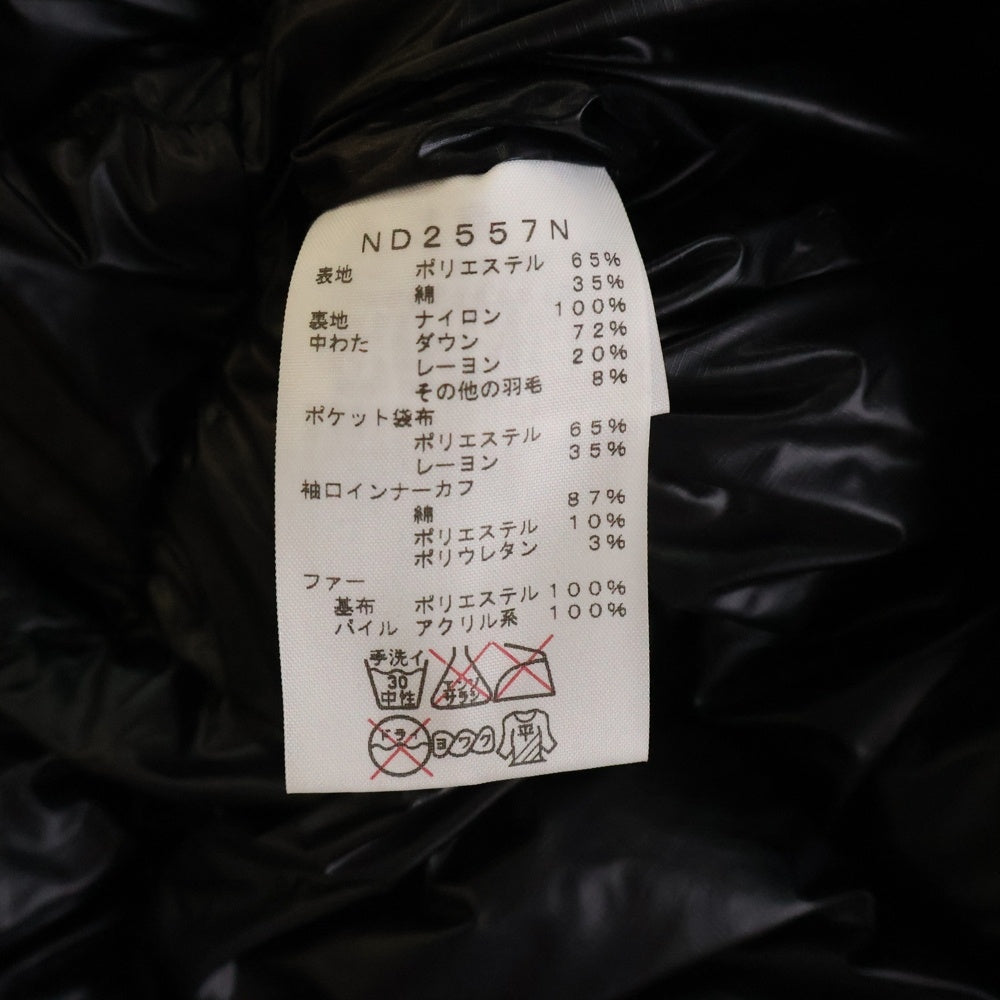 ND2557N
表地 ポリエステル 65%
綿 35%
裏地 ナイロン 100%
中わた ダウン 72%
レーヨン 20%
その他の羽毛 8%
ポケット袋布
ポリエステル 65%
レーヨン 35%
袖口インナーカフ
綿 87%
ポリエステル 10%
ポリウレタン 3%
ファー
基布 ポリエステル 100%
パイル アクリル系 100%
手洗イ
30
中性
エンソ
サラシ
ドライ
ヨワク
平